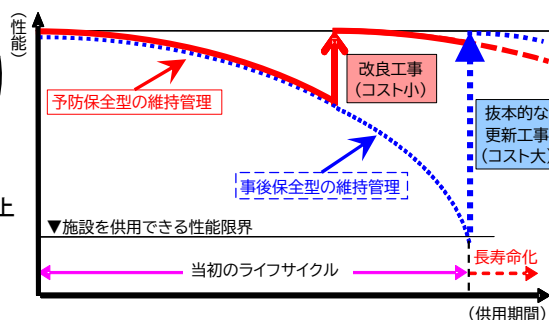 (性能)
予防保全型の維持管理
改良工事
(コスト小)
抜本的な
更新工事
(コスト大)
事後保全型の維持管理
上
▼施設を供用できる性能限界
当初のライフサイクル
長寿命化
(供用期間)